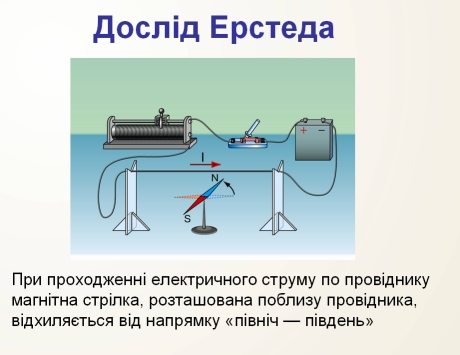 Дослід Ерстеда
+ −
I
N
S
При проходженні електричного струму по провіднику
магнітна стрілка, розташована поблизу провідника,
відхиляється від напрямку «північ — південь»